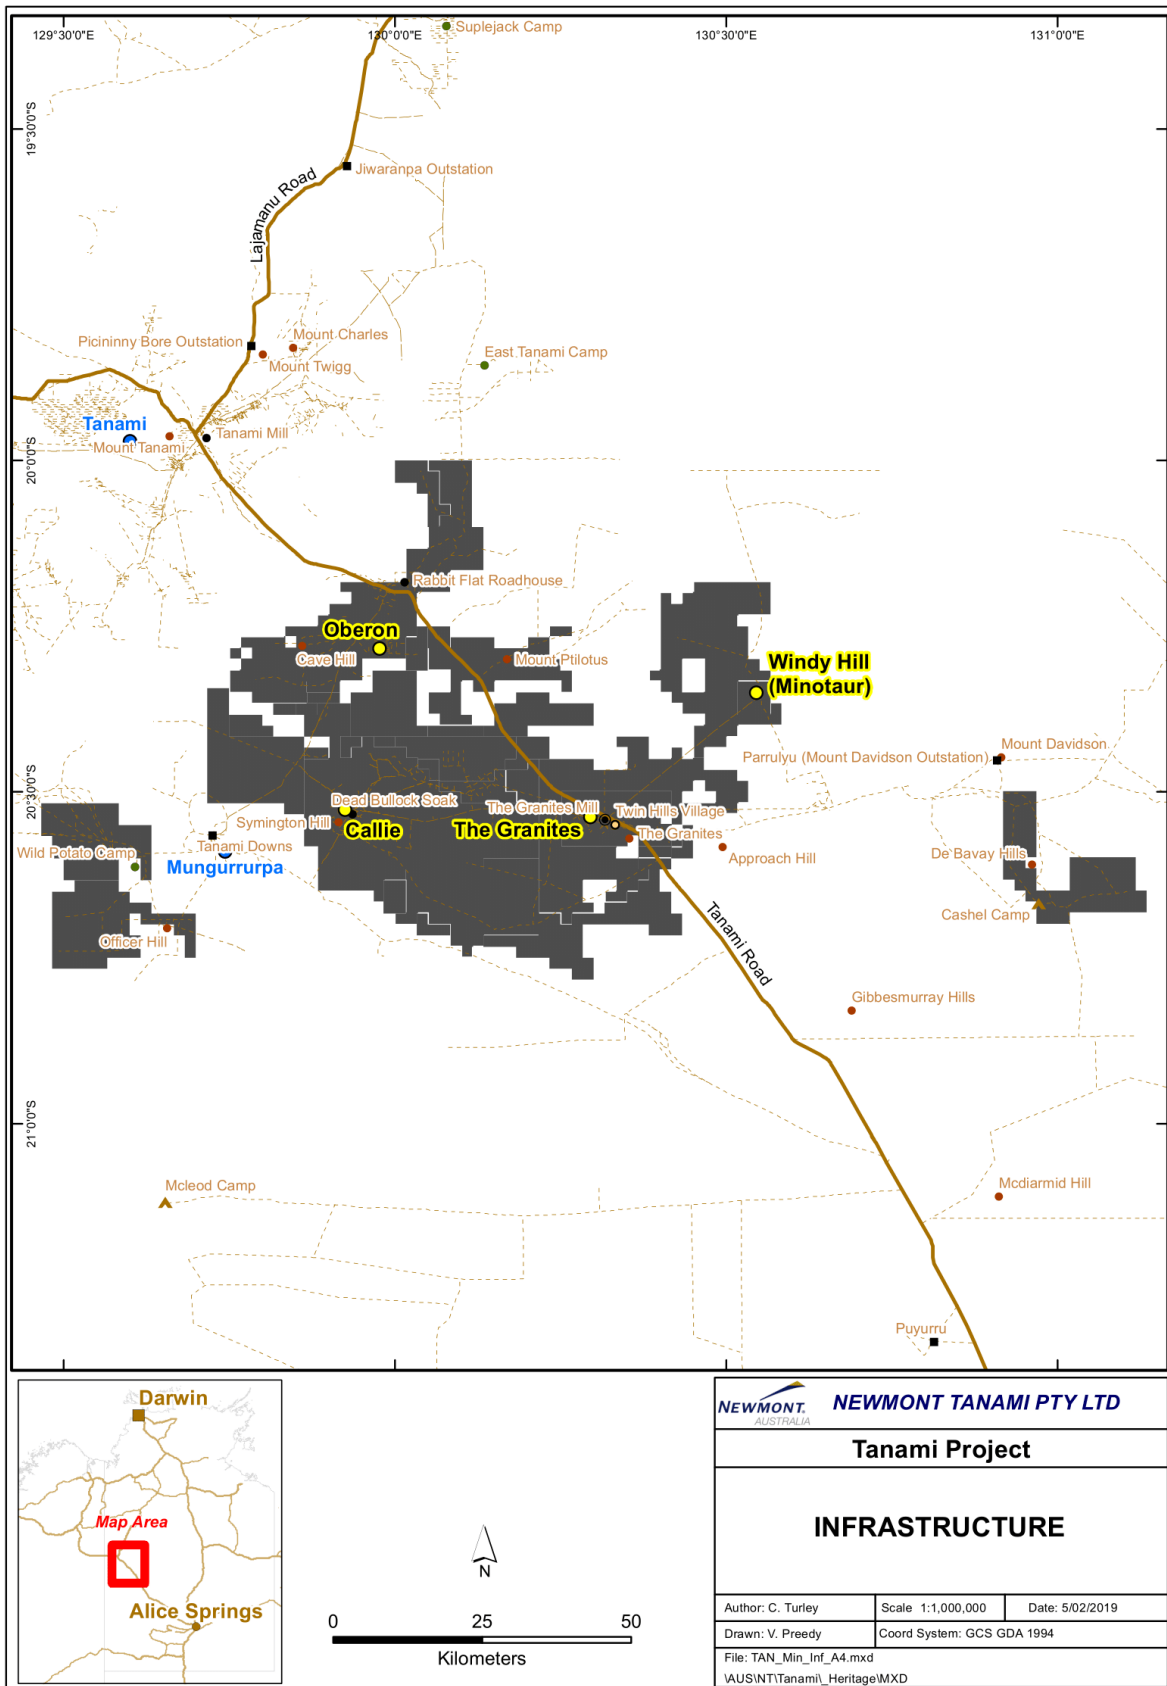 129°30'0"E
130°0'0"E
130°30'0"E
131°0'0"E
Suplejack Camp
19°30'0"S
Jiwaranpa Outstation
Lajamanu Road
Picininny Bore Outstation
Mount Charles
Mount Twigg
East Tanami Camp
Tanami
Mount Tanami
Tanami Mill
20°0'0"S
Rabbit Flat Roadhouse
Oberon
Cave Hill
Mount Ptilotus
Windy Hill
(Minotaur)
Mount Davidson
Parrulyu (Mount Davidson Outstation)
20°30'0"S
Dead Bullock Soak
The Granites Mill
Twin Hills Village
Symington Hill
Callie
The Granites
The Granites
Tanami Downs
Approach Hill
De Bavay Hills
Wild Potato Camp
Mungurrurpa
Cashel Camp
Officer Hill
Tanami Road
Gibbesmurray Hills
21°0'0"S
Mcleod Camp
Mcdiarmid Hill
Puyurru
Darwin
Map Area
Alice Springs
N
0 25 50
Kilometers
NEWMONT.
AUSTRALIA
NEWMONT TANAMI PTY LTD
Tanami Project
INFRASTRUCTURE
Author: C. Turley
Scale 1:1,000,000
Date: 5/02/2019
Drawn: V. Preedy
Coord System: GCS GDA 1994
File: TAN_Min_Inf_A4.mxd
\AUS\NT\Tanami\_Heritage\MXD